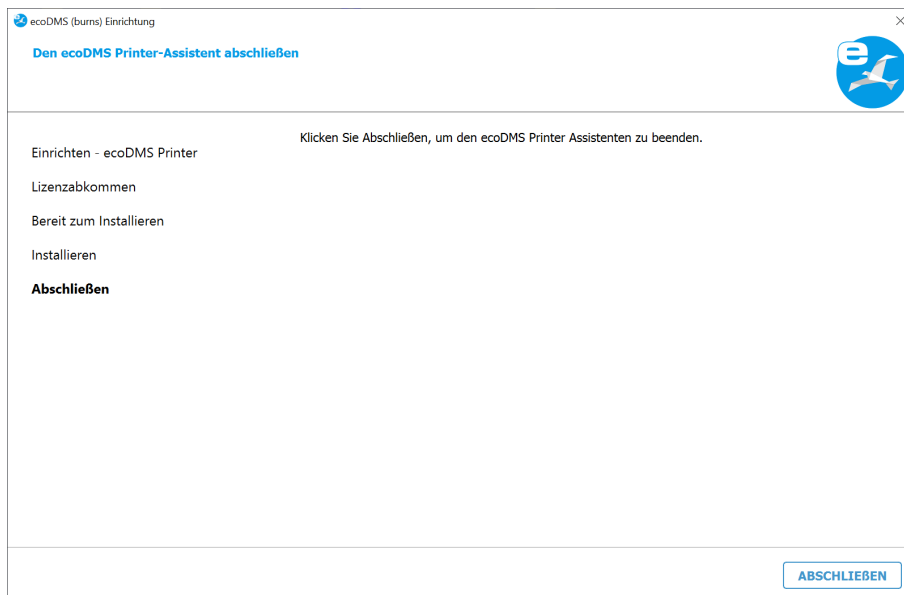 ecoDMS (burns) Einrichtung
Den ecoDMS Printer-Assistent abschließen
e
Klicken Sie Abschließen, um den ecoDMS Printer Assistenten zu beenden.
Einrichten - ecoDMS Printer
Lizenzabkommen
Bereit zum Installieren
Installieren
Abschließen
ABSCHLIEßEN